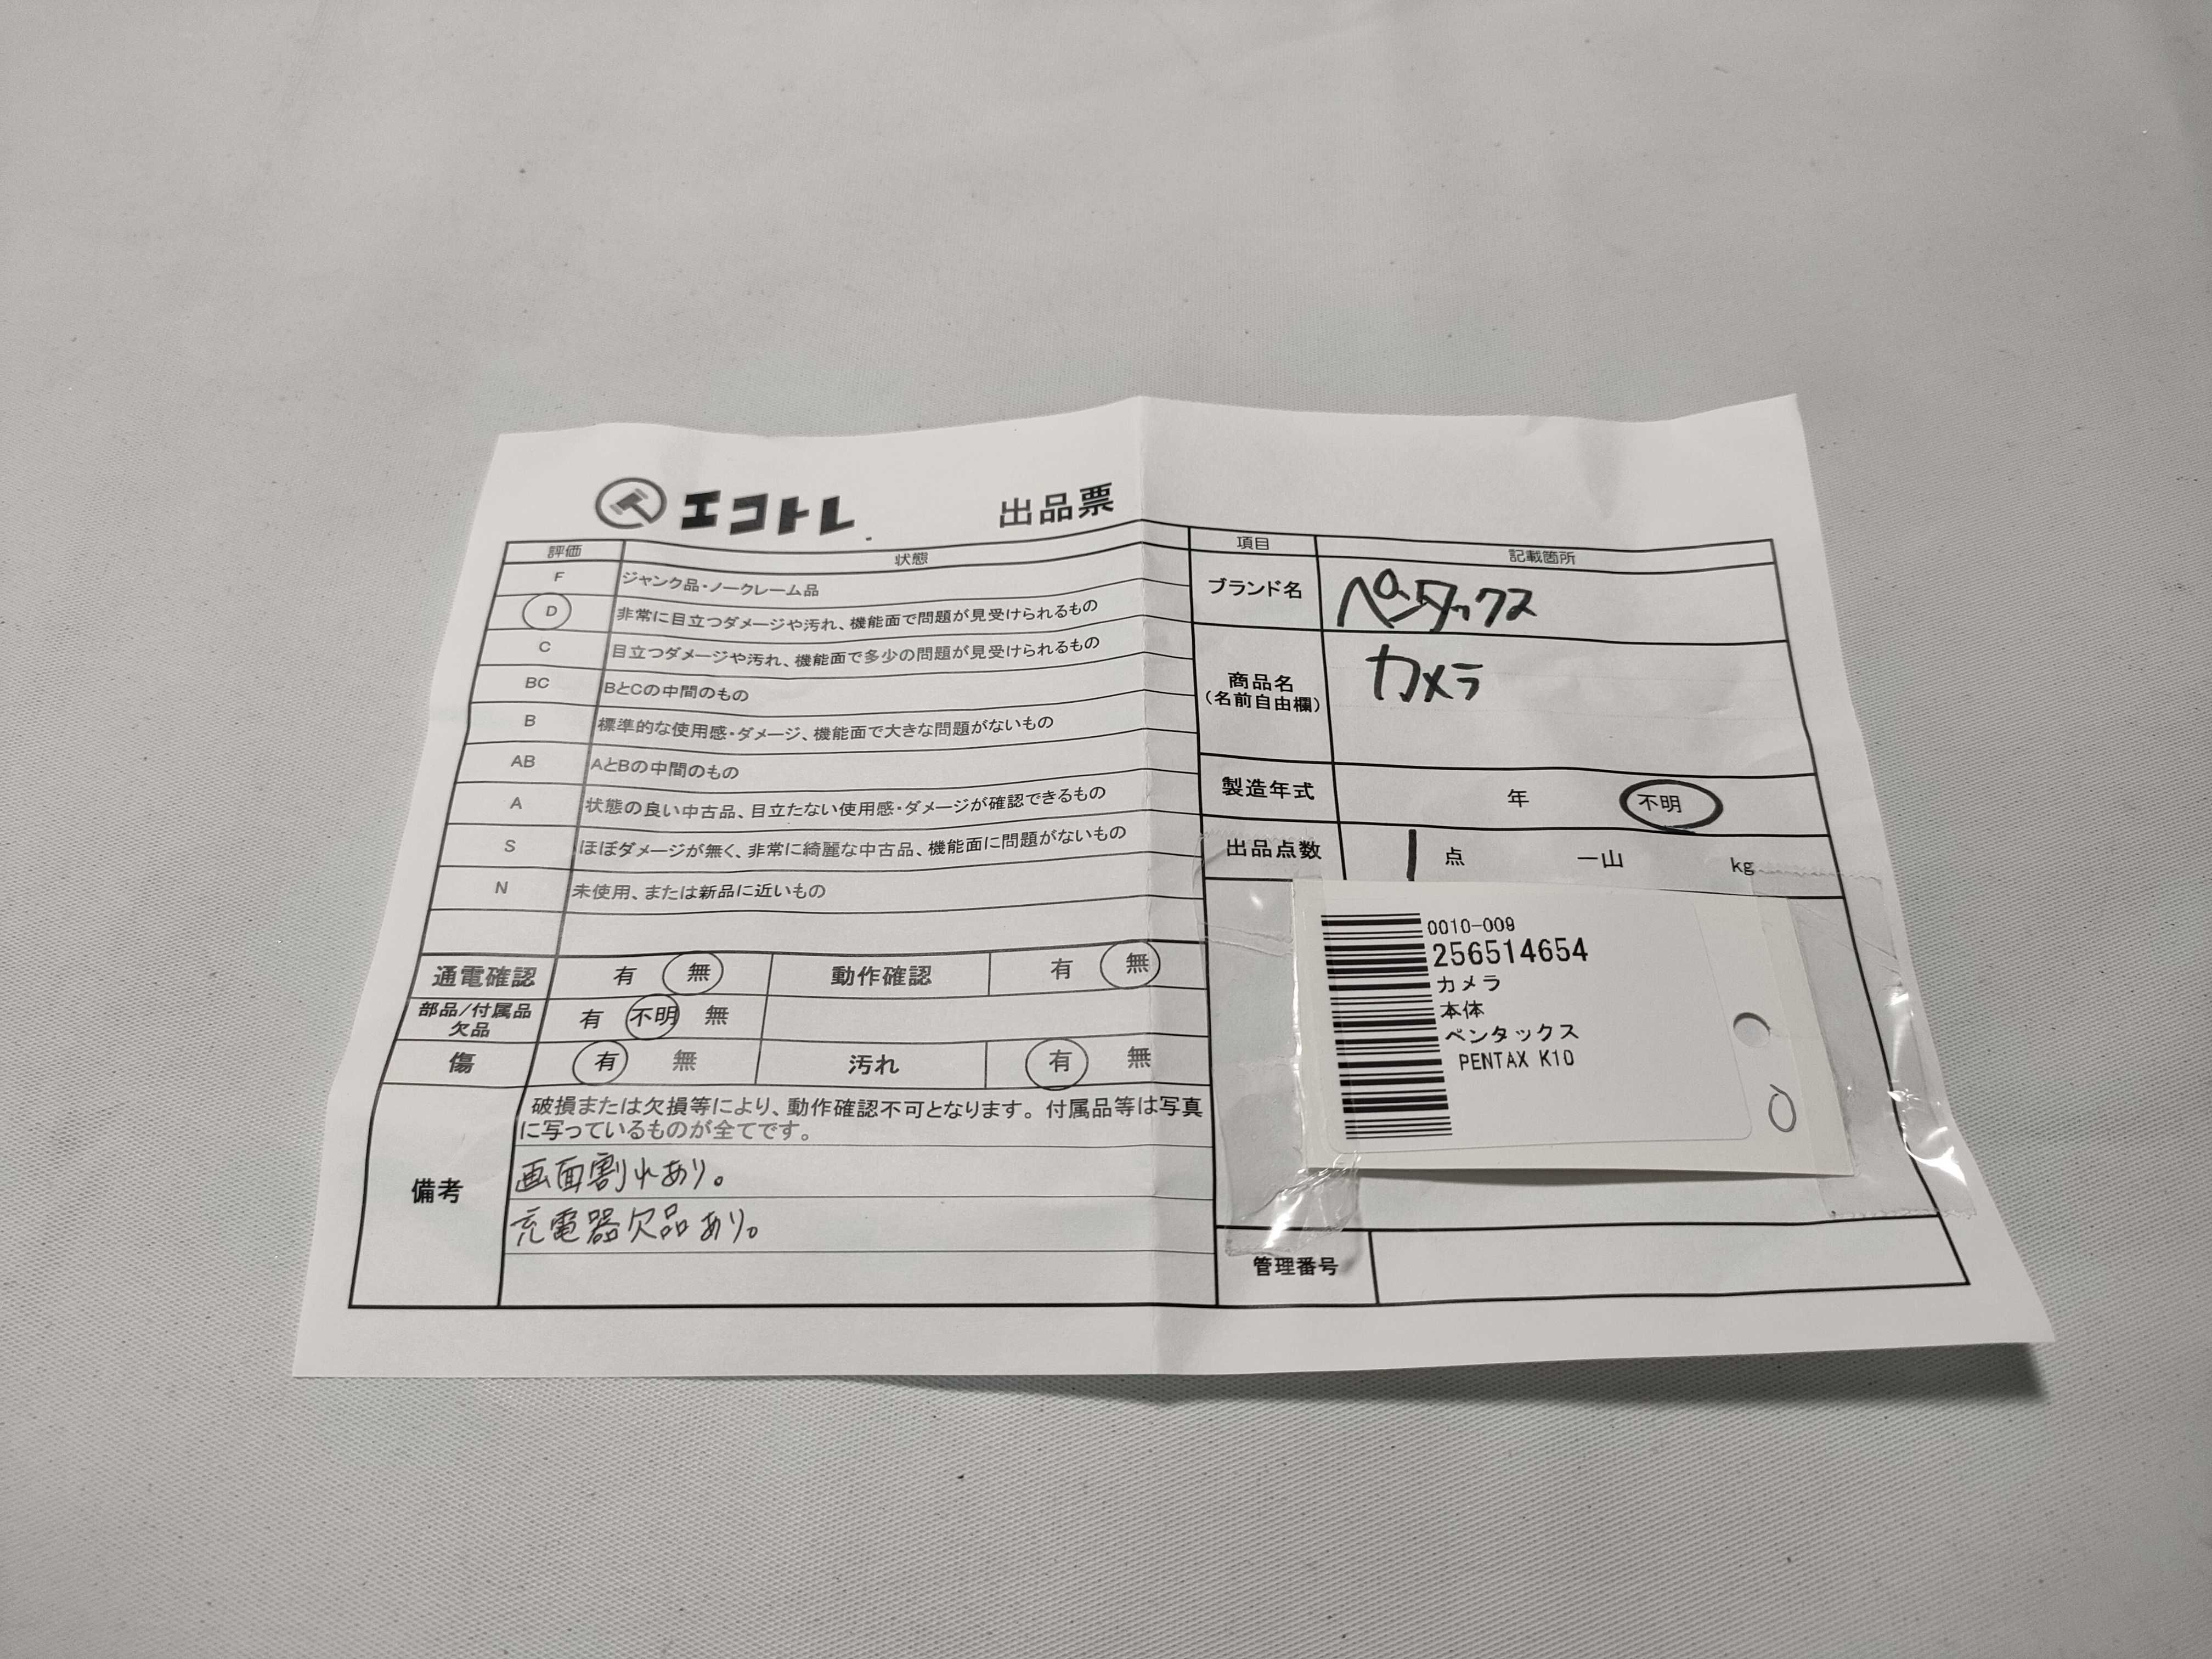 エコトレ. 出品票
評価 状態
F ジャンク品・ノークレーム品
D 非常に目立つダメージや汚れ、機能面で問題が見受けられるもの
C 目立つダメージや汚れ、機能面で多少の問題が見受けられるもの
BC BとCの中間のもの
B 標準的な使用感・ダメージ、機能面で大きな問題がないもの
AB AとBの中間のもの
A 状態の良い中古品、目立たない使用感・ダメージが確認できるもの
S ほぼダメージが無く、非常に綺麗な中古品、機能面に問題がないもの
N 未使用、または新品に近いもの
通電確認 有 無 動作確認 有 無
部品/付属品
欠品 有 不明 無
傷 有 無 汚れ 有 無
備考
破損または欠損等により、動作確認不可となります。付属品等は写真
に写っているものが全てです。
画面割れあり。
充電器欠品あり。
項目 記載箇所
ブランド名 ペンタックス
商品名
(名前自由欄) カメラ
製造年式 年 不明
出品点数 1 点 一山 kg
0010-009
256514654
カメラ
本体
ペンタックス
PENTAX K10
管理番号